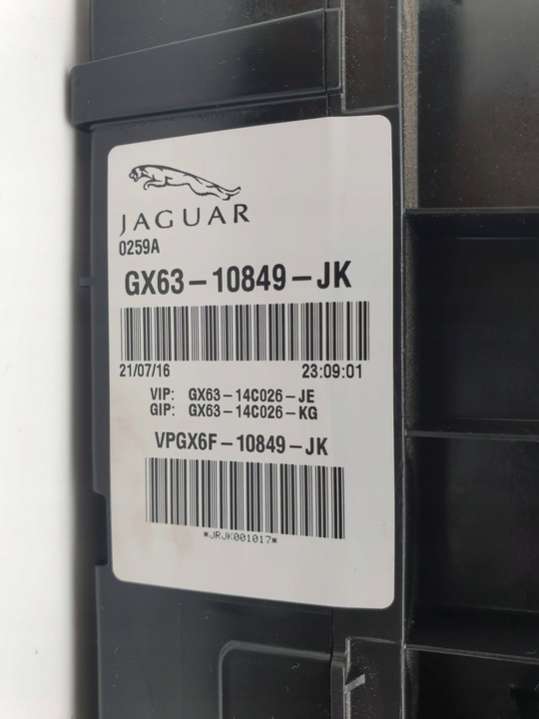 JAGUAR
0259A
GX63-10849-JK
21/07/16 23:09:01
VIP: GX63-14C026-JE
GIP: GX63-14C026-KG
VPGX6F-10849-JK
*JRJK001017*